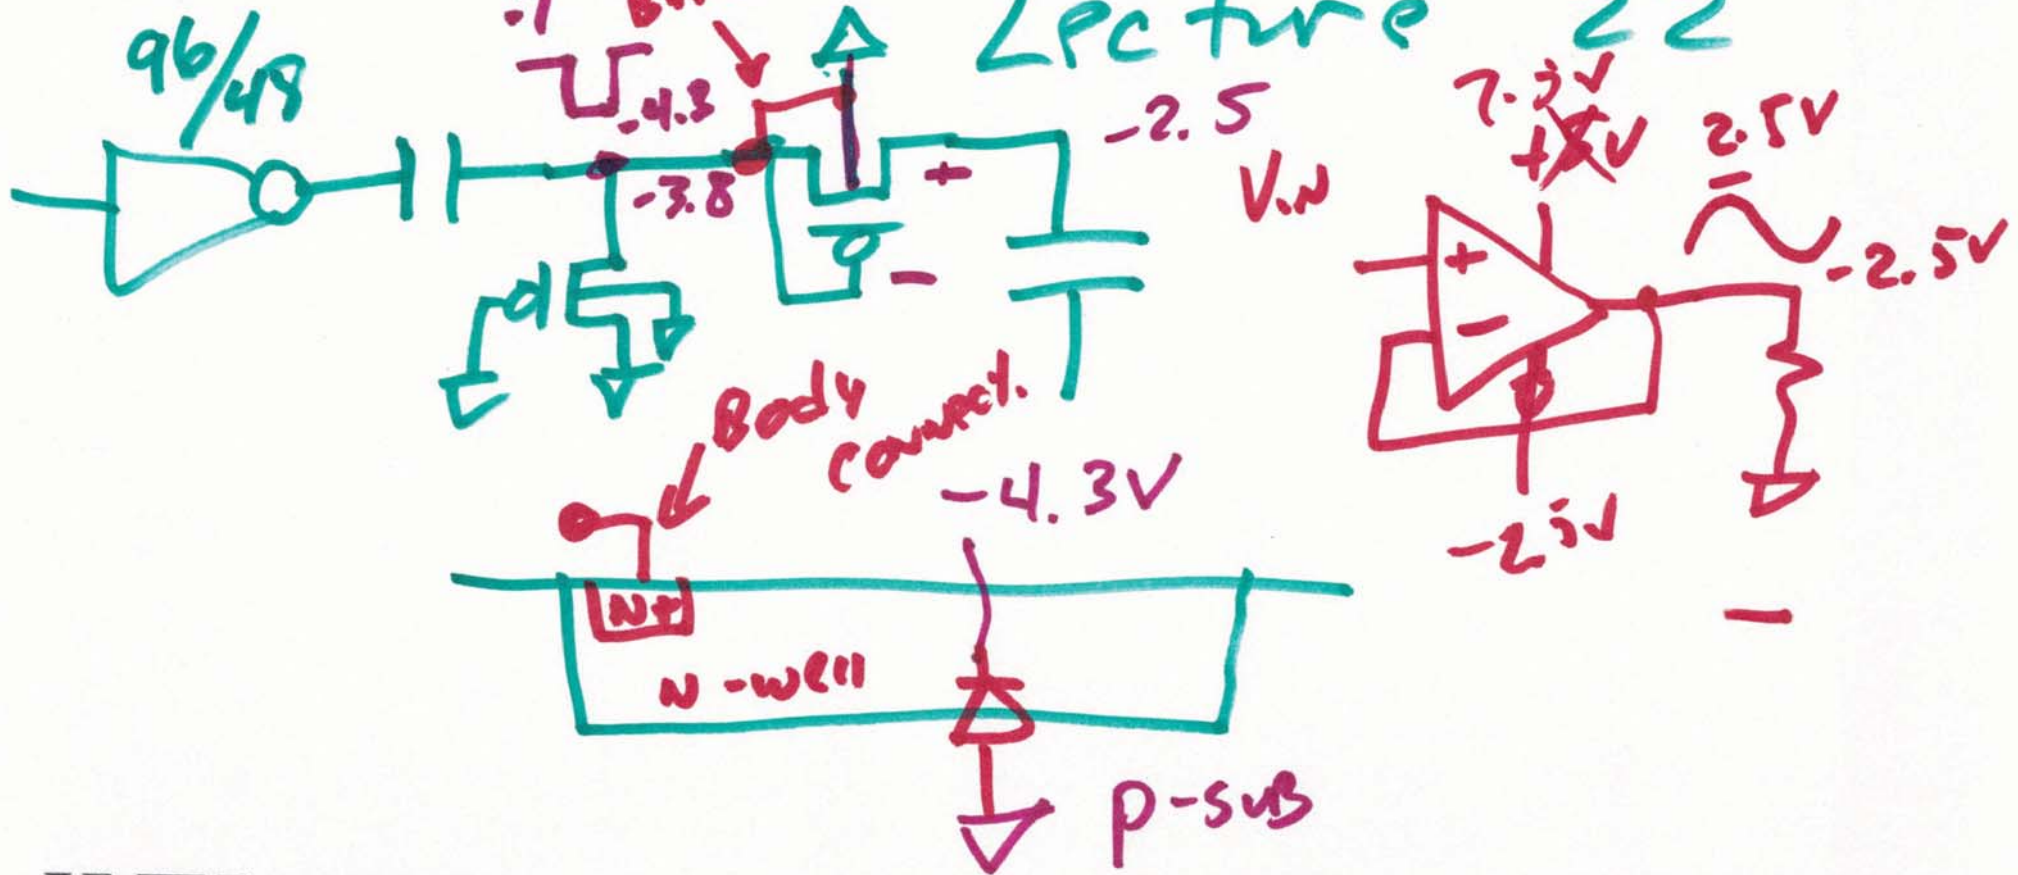 Lecture 22
96/48
-4.3
-3.8
+
-
-2.5
VIN
7.5V
+5V
2.5V
-2.5V
+
-
Body
connect.
-4.3V
N+
N-well
p-sub
-